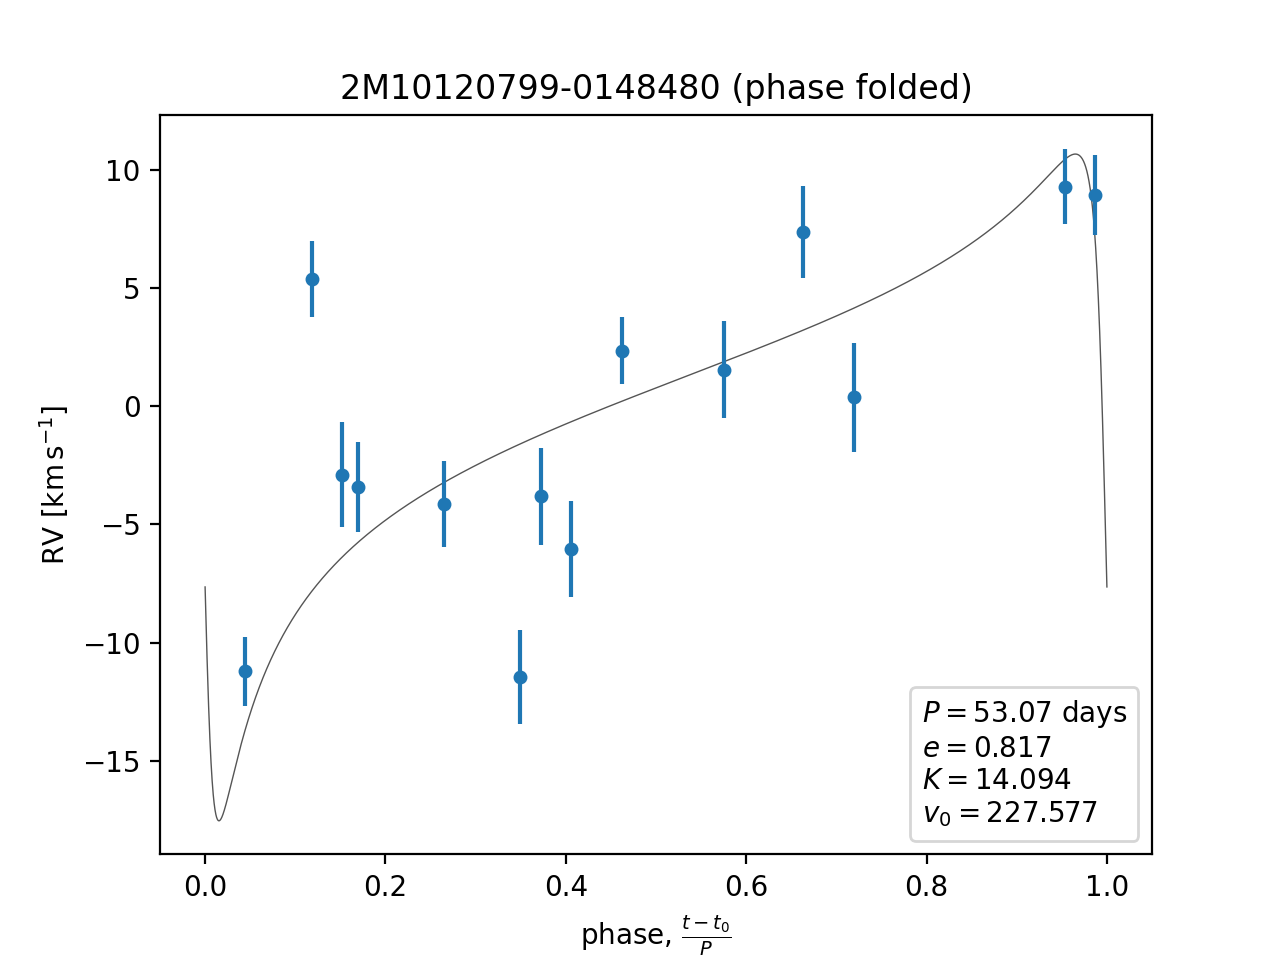 2M10120799-0148480 (phase folded)
10
5
0
−5
−10
−15
RV [km s⁻¹]
P = 53.07 days
e = 0.817
K = 14.094
v₀ = 227.577
0.0 0.2 0.4 0.6 0.8 1.0
phase, (t − t₀)/P